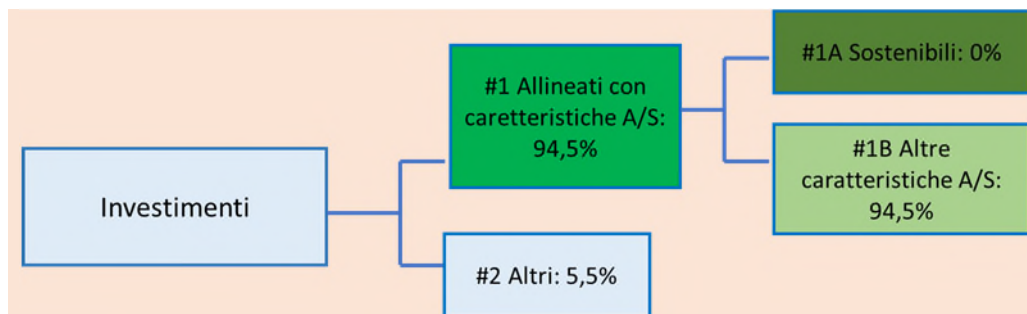 Investimenti
#1 Allineati con
caretteristiche A/S:
94,5%
#2 Altri: 5,5%
#1A Sostenibili: 0%
#1B Altre
caratteristiche A/S:
94,5%